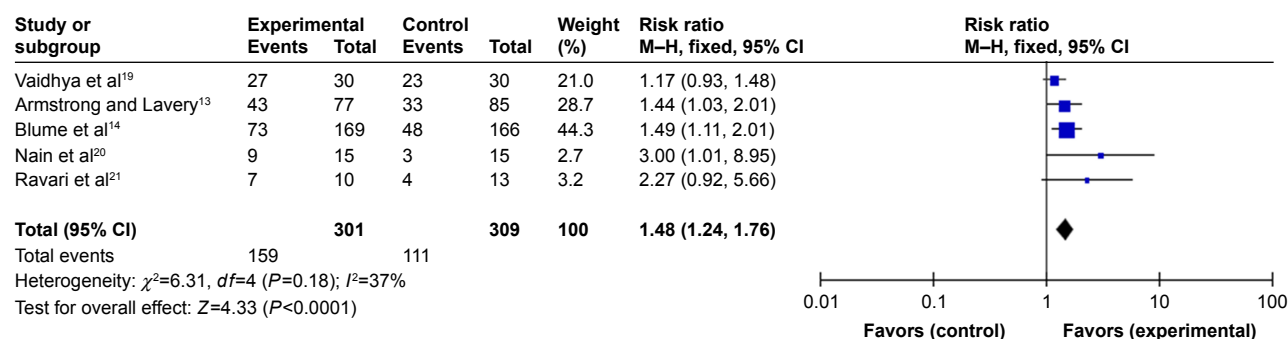 Study or Experimental Control Weight Risk ratio Risk ratio
subgroup Events Total Events Total (%) M–H, fixed, 95% CI M–H, fixed, 95% CI
Vaidhya et al19 27 30 23 30 21.0 1.17 (0.93, 1.48)
Armstrong and Lavery13 43 77 33 85 28.7 1.44 (1.03, 2.01)
Blume et al14 73 169 48 166 44.3 1.49 (1.11, 2.01)
Nain et al20 9 15 3 15 2.7 3.00 (1.01, 8.95)
Ravari et al21 7 10 4 13 3.2 2.27 (0.92, 5.66)
Total (95% CI) 301 309 100 1.48 (1.24, 1.76)
Total events 159 111
Heterogeneity: χ2=6.31, df=4 (P=0.18); I2=37%
Test for overall effect: Z=4.33 (P<0.0001)
0.01 0.1 1 10 100
Favors (control) Favors (experimental)